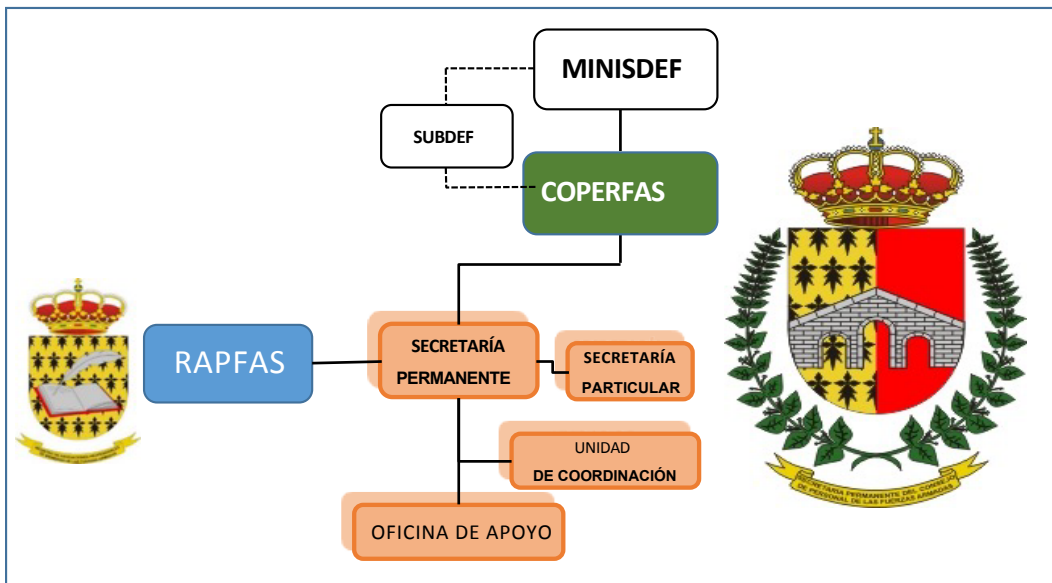 MINISDEF
SUBDEF
COPERFAS
RAPFAS
SECRETARÍA
PERMANENTE
SECRETARÍA
PARTICULAR
UNIDAD
DE COORDINACIÓN
OFICINA DE APOYO
SECRETARÍA PERMANENTE DEL CONSEJO
DE PERSONAL DE LAS FUERZAS ARMADAS